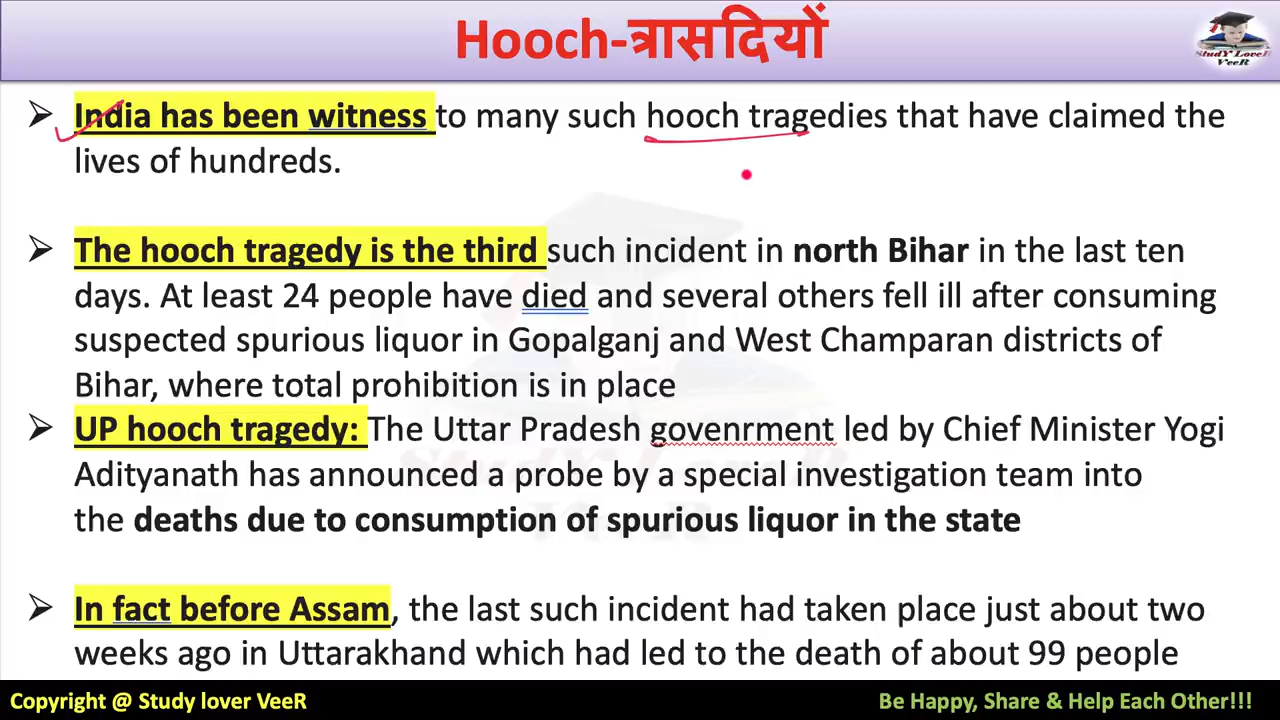 Hooch-त्रासदियों
StudY LoveR
VeeR
➢ India has been witness to many such hooch tragedies that have claimed the
lives of hundreds.
➢ The hooch tragedy is the third such incident in north Bihar in the last ten
days. At least 24 people have died and several others fell ill after consuming
suspected spurious liquor in Gopalganj and West Champaran districts of
Bihar, where total prohibition is in place
➢ UP hooch tragedy: The Uttar Pradesh govenrment led by Chief Minister Yogi
Adityanath has announced a probe by a special investigation team into
the deaths due to consumption of spurious liquor in the state
➢ In fact before Assam, the last such incident had taken place just about two
weeks ago in Uttarakhand which had led to the death of about 99 people
Copyright @ Study lover VeeR
Be Happy, Share & Help Each Other!!!